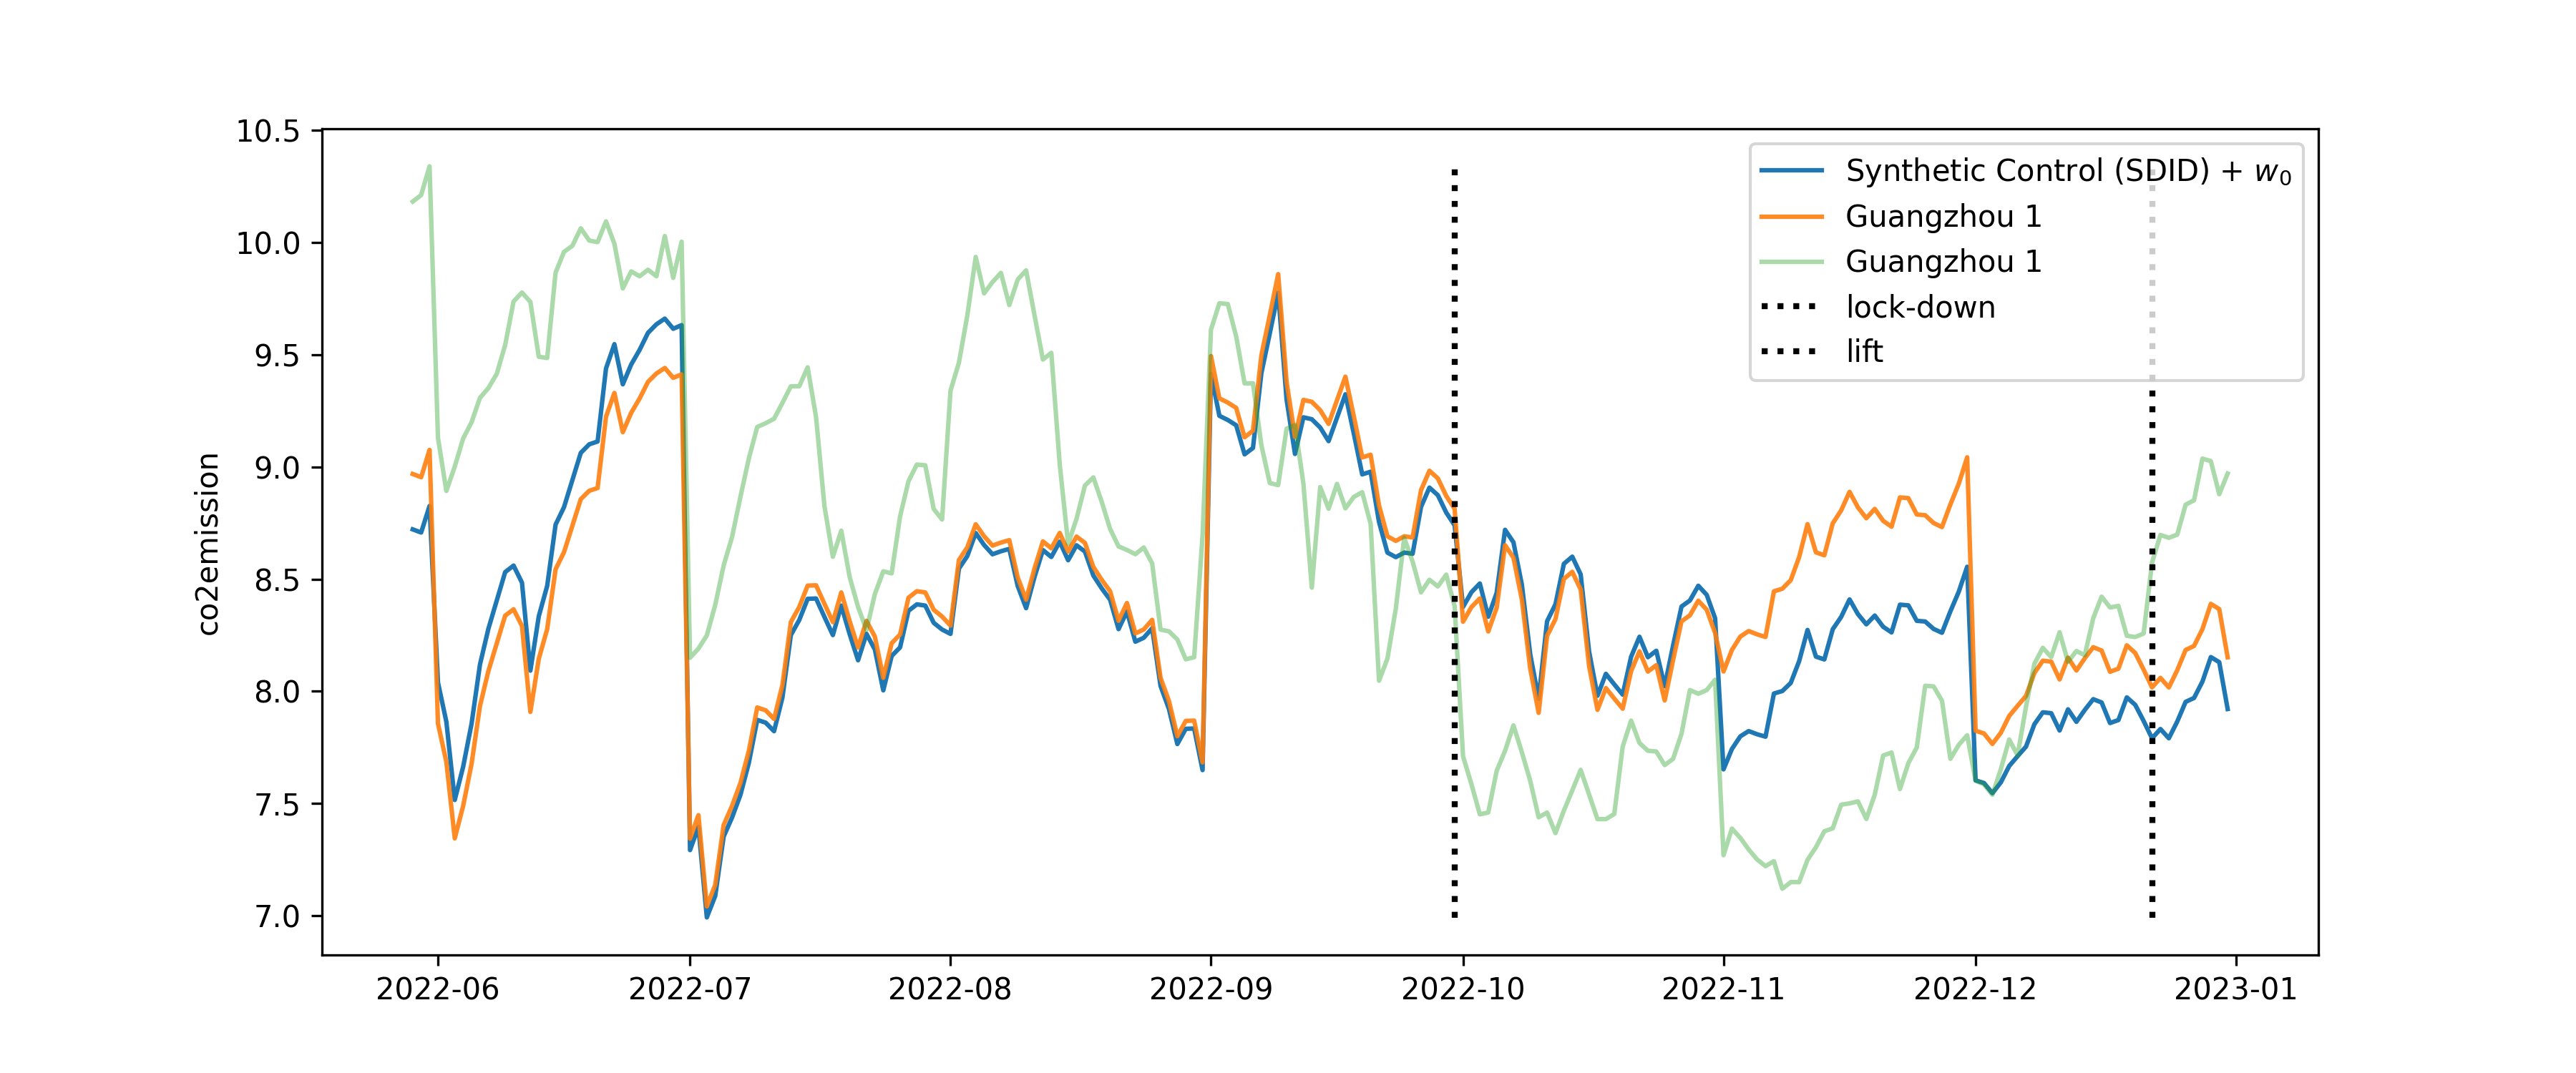 10.5
10.0
9.5
9.0
8.5
8.0
7.5
7.0
co2emission
Synthetic Control (SDID) + w₀
Guangzhou 1
Guangzhou 1
lock-down
lift
2022-06 2022-07 2022-08 2022-09 2022-10 2022-11 2022-12 2023-01